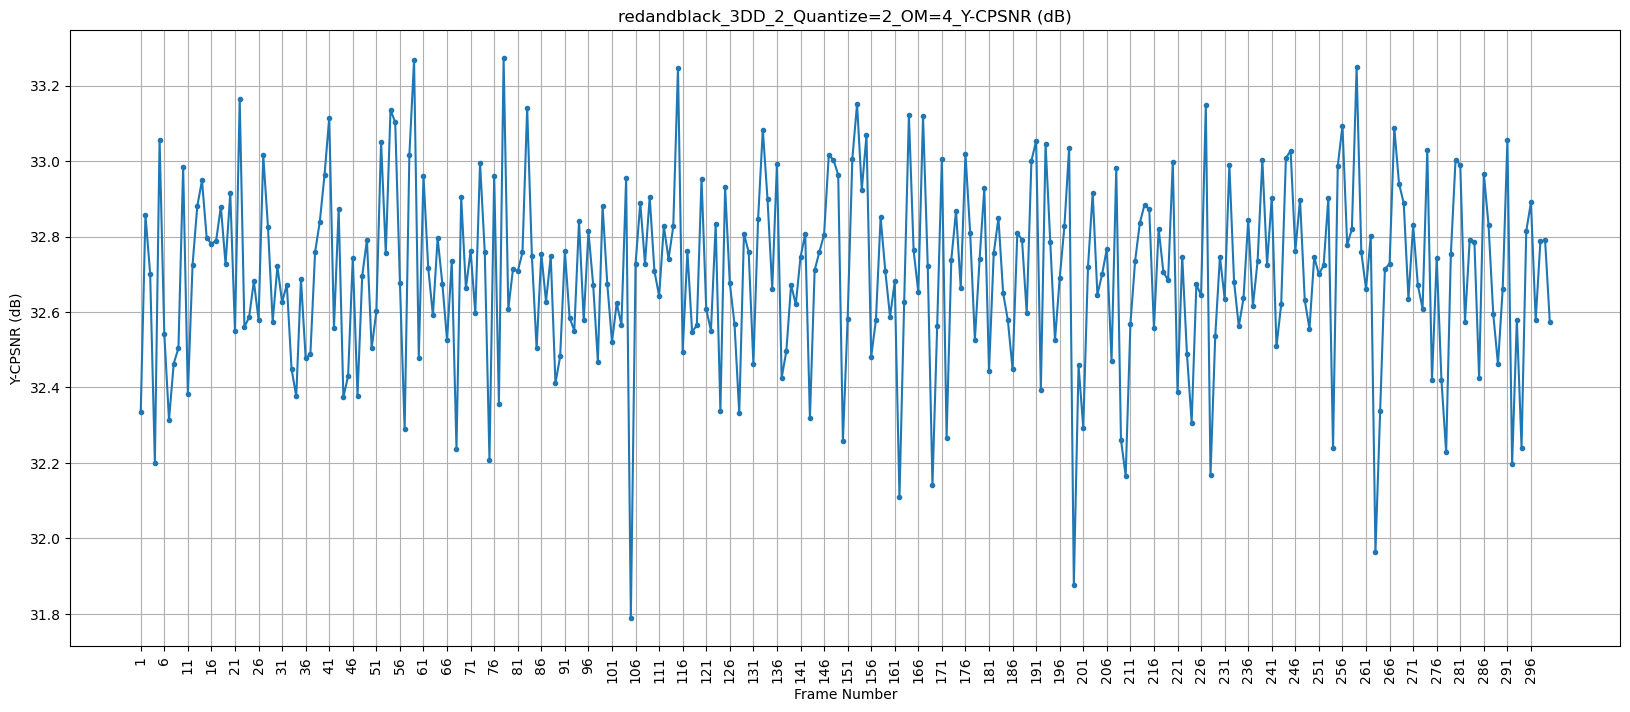 redandblack_3DD_2_Quantize=2_OM=4_Y-CPSNR (dB)
Y-CPSNR (dB)
33.2
33.0
32.8
32.6
32.4
32.2
32.0
31.8
1 6 11 16 21 26 31 36 41 46 51 56 61 66 71 76 81 86 91 96 101 106 111 116 121 126 131 136 141 146 151 156 161 166 171 176 181 186 191 196 201 206 211 216 221 226 231 236 241 246 251 256 261 266 271 276 281 286 291 296
Frame Number